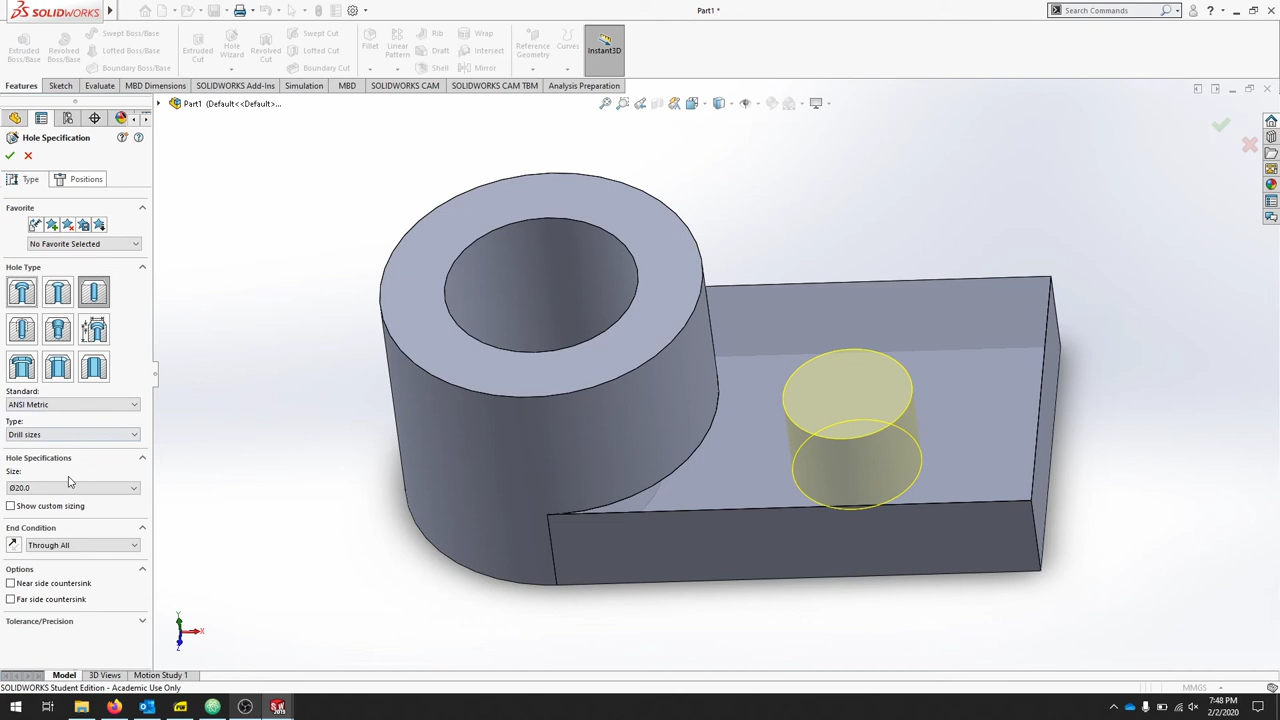 SOLIDWORKS
Part1 *
Search Commands
Extruded Boss/Base
Revolved Boss/Base
Swept Boss/Base
Lofted Boss/Base
Boundary Boss/Base
Extruded Cut
Hole Wizard
Revolved Cut
Swept Cut
Lofted Cut
Boundary Cut
Fillet
Linear Pattern
Rib
Draft
Shell
Wrap
Intersect
Mirror
Reference Geometry
Curves
Instant3D
Features
Sketch
Evaluate
MBD Dimensions
SOLIDWORKS Add-Ins
Simulation
MBD
SOLIDWORKS CAM
SOLIDWORKS CAM TBM
Analysis Preparation
Part1 (Default<<Default>...
Hole Specification
Type
Positions
Favorite
No Favorite Selected
Hole Type
Standard:
ANSI Metric
Type:
Drill sizes
Hole Specifications
Size:
Ø20.0
Show custom sizing
End Condition
Through All
Options
Near side countersink
Far side countersink
Tolerance/Precision
Y
X
Z
Model
3D Views
Motion Study 1
SOLIDWORKS Student Edition - Academic Use Only
MMGS
7:48 PM
2/2/2020